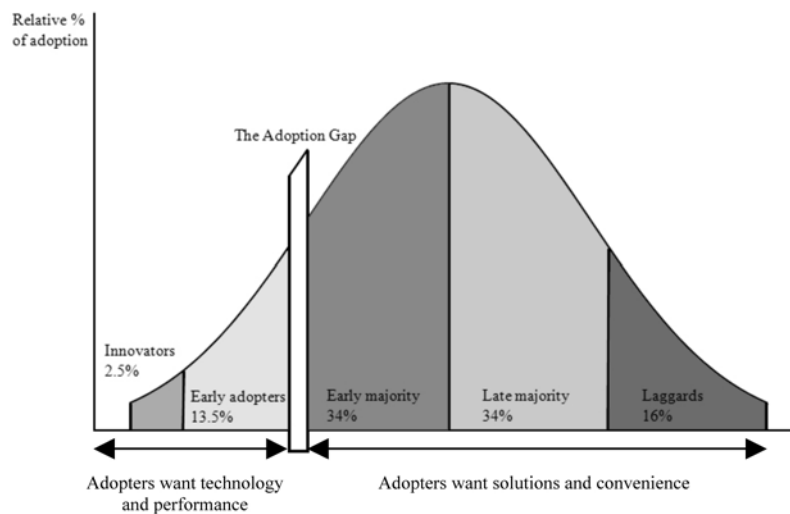 Relative %
of adoption
The Adoption Gap
Innovators
2.5%
Early adopters
13.5%
Early majority
34%
Late majority
34%
Laggards
16%
Adopters want technology
and performance
Adopters want solutions and convenience